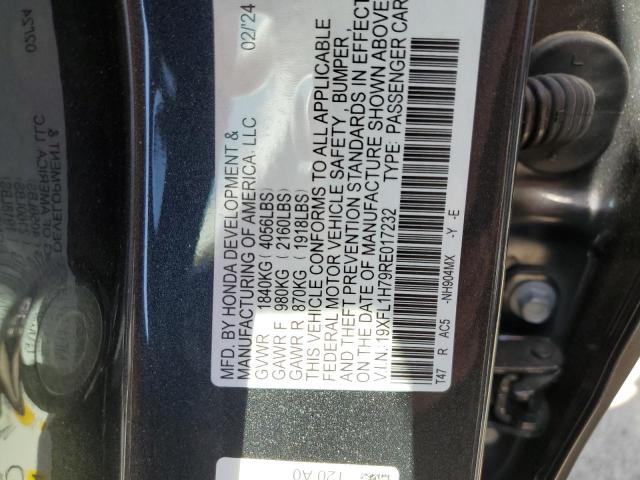 MFD. BY HONDA DEVELOPMENT &
MANUFACTURING OF AMERICA, LLC 02/'24
GVWR 1840KG (4056LBS)
GAWR F 980KG (2160LBS)
GAWR R 870KG (1918LBS)
THIS VEHICLE CONFORMS TO ALL APPLICABLE
FEDERAL MOTOR VEHICLE SAFETY, BUMPER,
AND THEFT PREVENTION STANDARDS IN EFFECT
ON THE DATE OF MANUFACTURE SHOWN ABOVE
V.I.N.: 19XFL1H79RE017232 TYPE: PASSENGER CAR
T47 R AC5 -NH904MX -Y -E
T20 A0